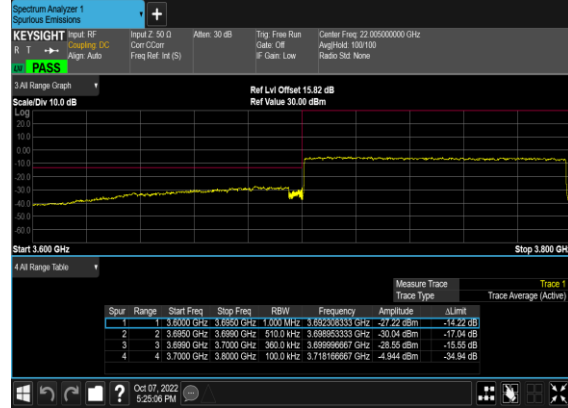 Spectrum Analyzer 1
Spurious Emissions
KEYSIGHT Input: RF Input Z: 50 Ω Atten: 30 dB Trig: Free Run Center Freq: 22.005000000 GHz
R T Coupling: DC Corr CCorr Gate: Off Avg|Hold: 100/100
Align: Auto Freq Ref: Int (S) IF Gain: Low Radio Std: None
PASS
3 All Range Graph
Ref Lvl Offset 15.82 dB
Scale/Div 10.0 dB Ref Value 30.00 dBm
Log
20.0
10.0
0.00
-10.0
-20.0
-30.0
-40.0
-50.0
-60.0
Start 3.600 GHz Stop 3.800 GH
4 All Range Table
Measure Trace Trace 1
Trace Type Trace Average (Active)
Spur Range Start Freq Stop Freq RBW Frequency Amplitude ΔLimit
1 1 3.6000 GHz 3.6950 GHz 1.000 MHz 3.692308333 GHz -27.22 dBm -14.22 dB
2 2 3.6950 GHz 3.6990 GHz 510.0 kHz 3.698953333 GHz -30.04 dBm -17.04 dB
3 3 3.6990 GHz 3.7000 GHz 360.0 kHz 3.699996667 GHz -28.55 dBm -15.55 dB
4 4 3.7000 GHz 3.8000 GHz 100.0 kHz 3.718166667 GHz -4.944 dBm -34.94 dB
Oct 07, 2022
5:25:06 PM